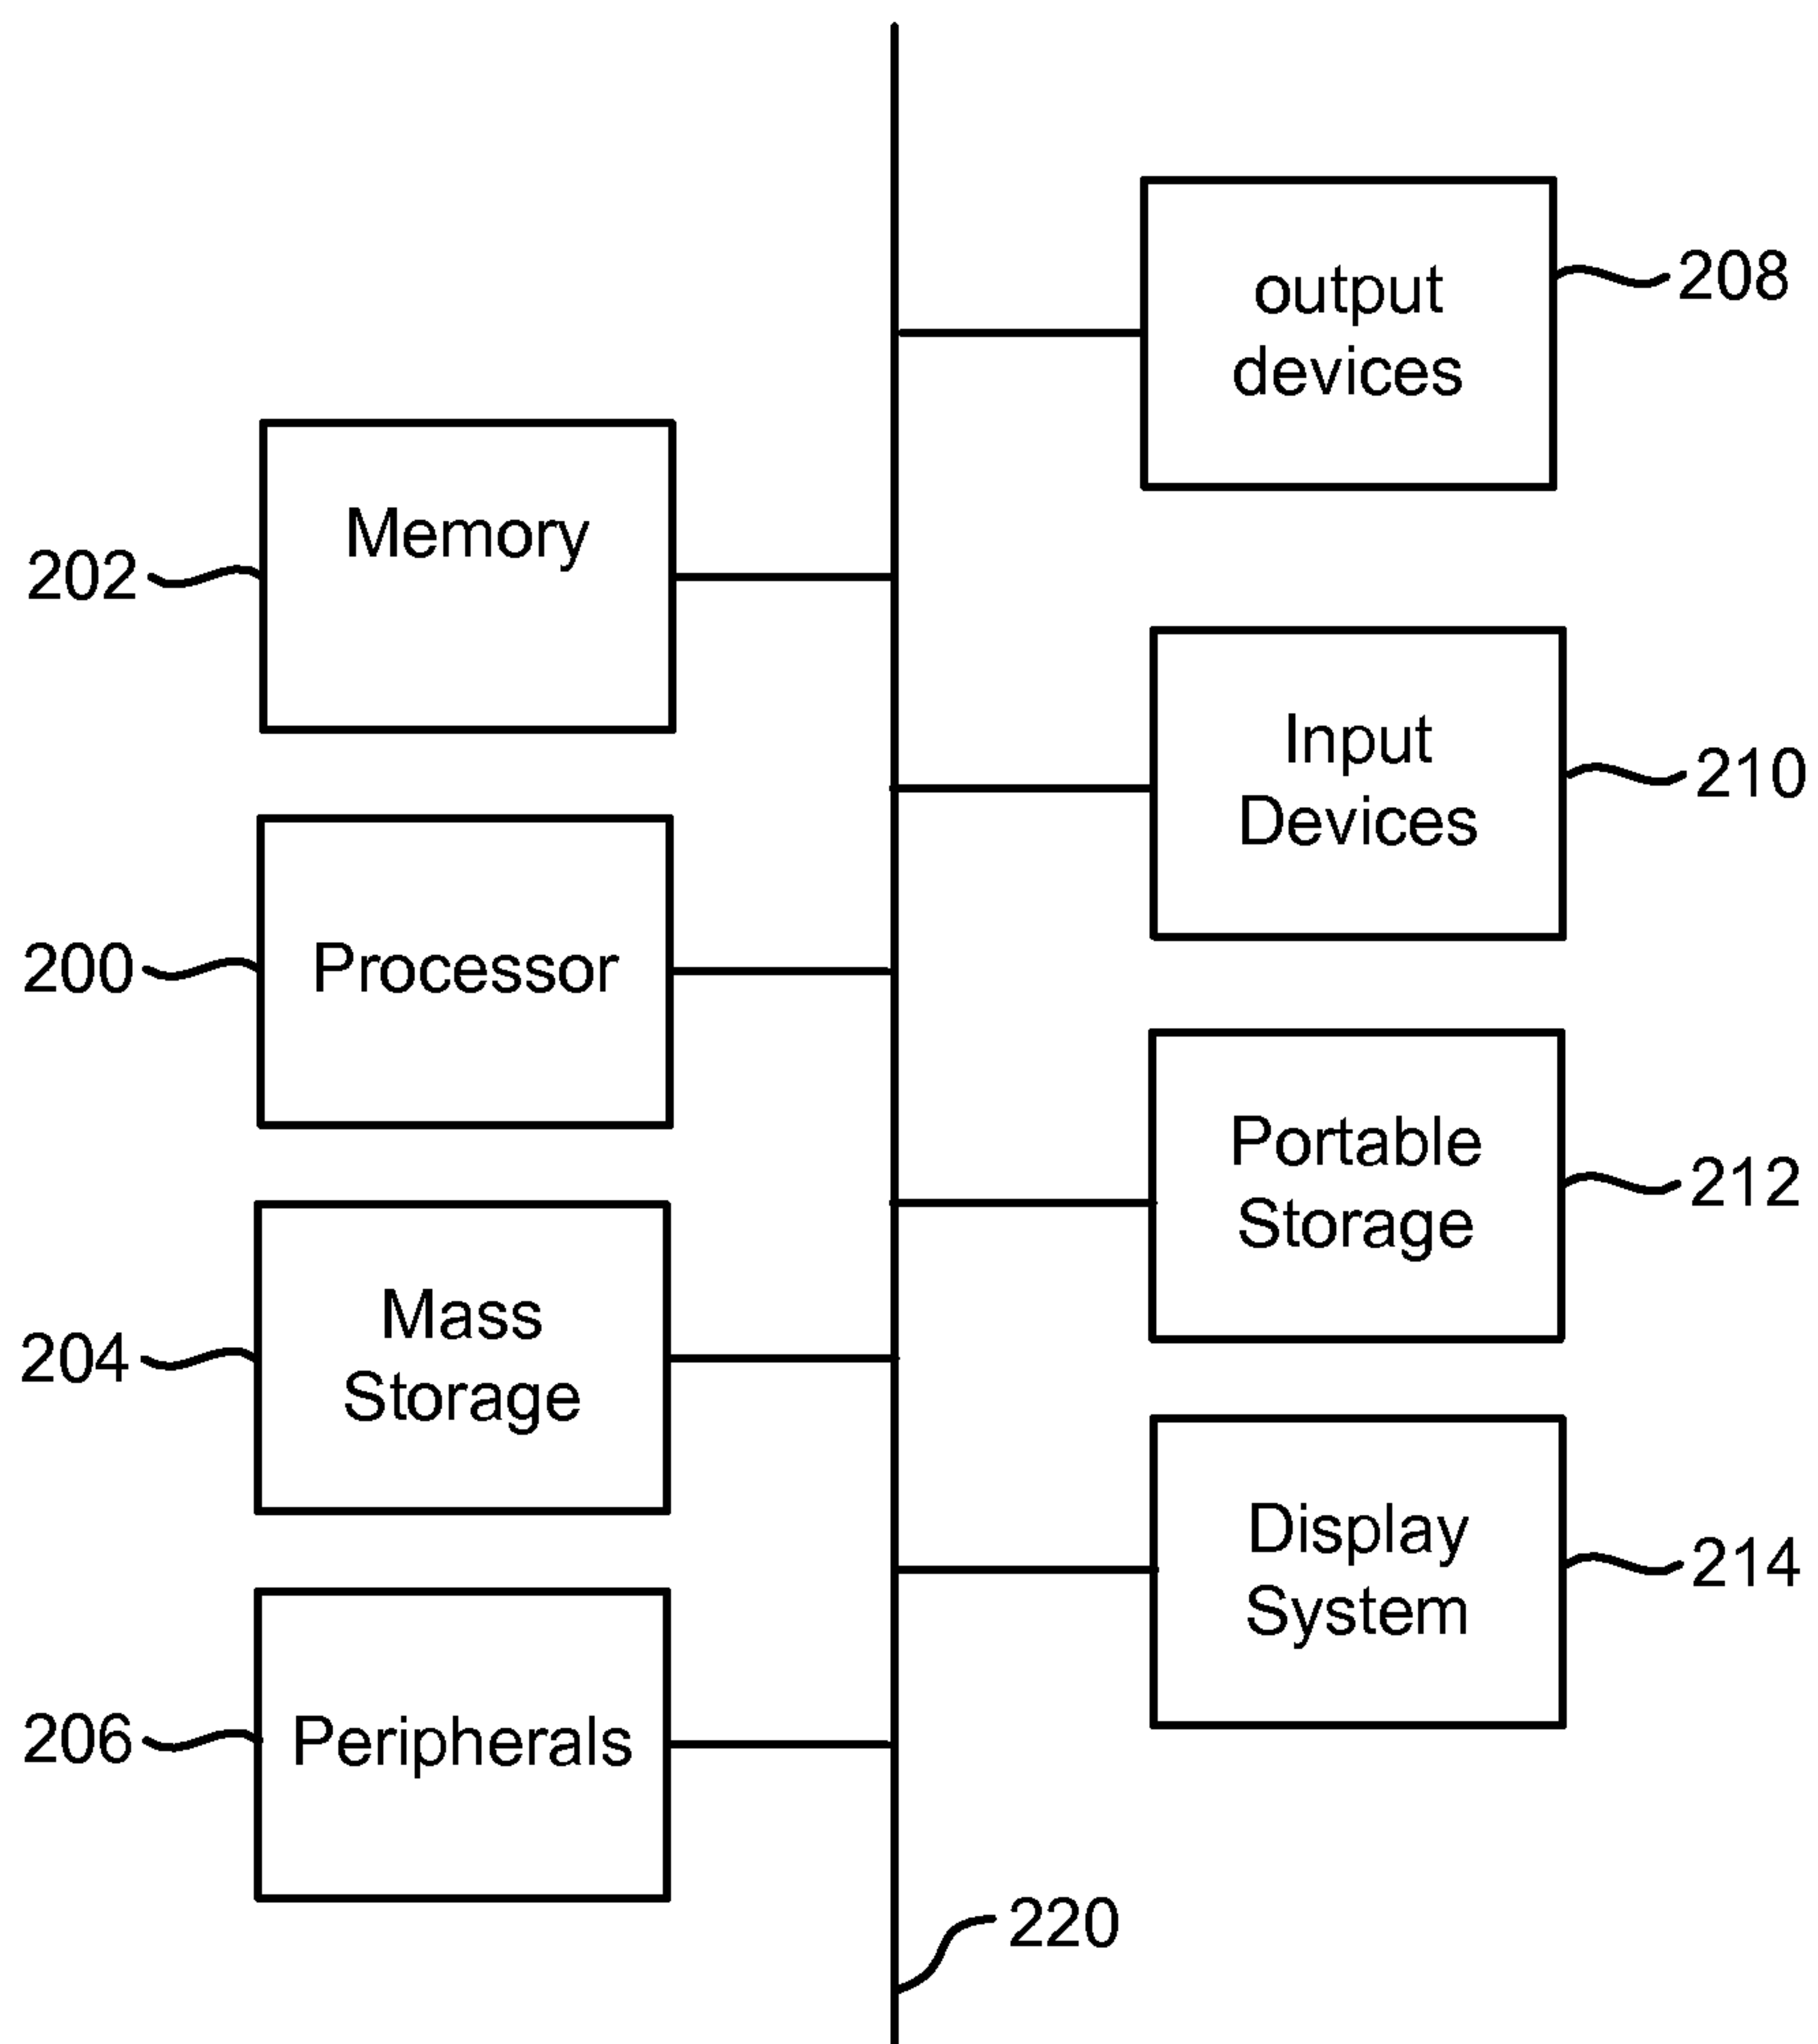 output
devices
208
Memory
202
Input
Devices
210
Processor
200
Portable
Storage
212
Mass
Storage
204
Display
System
214
Peripherals
206
220